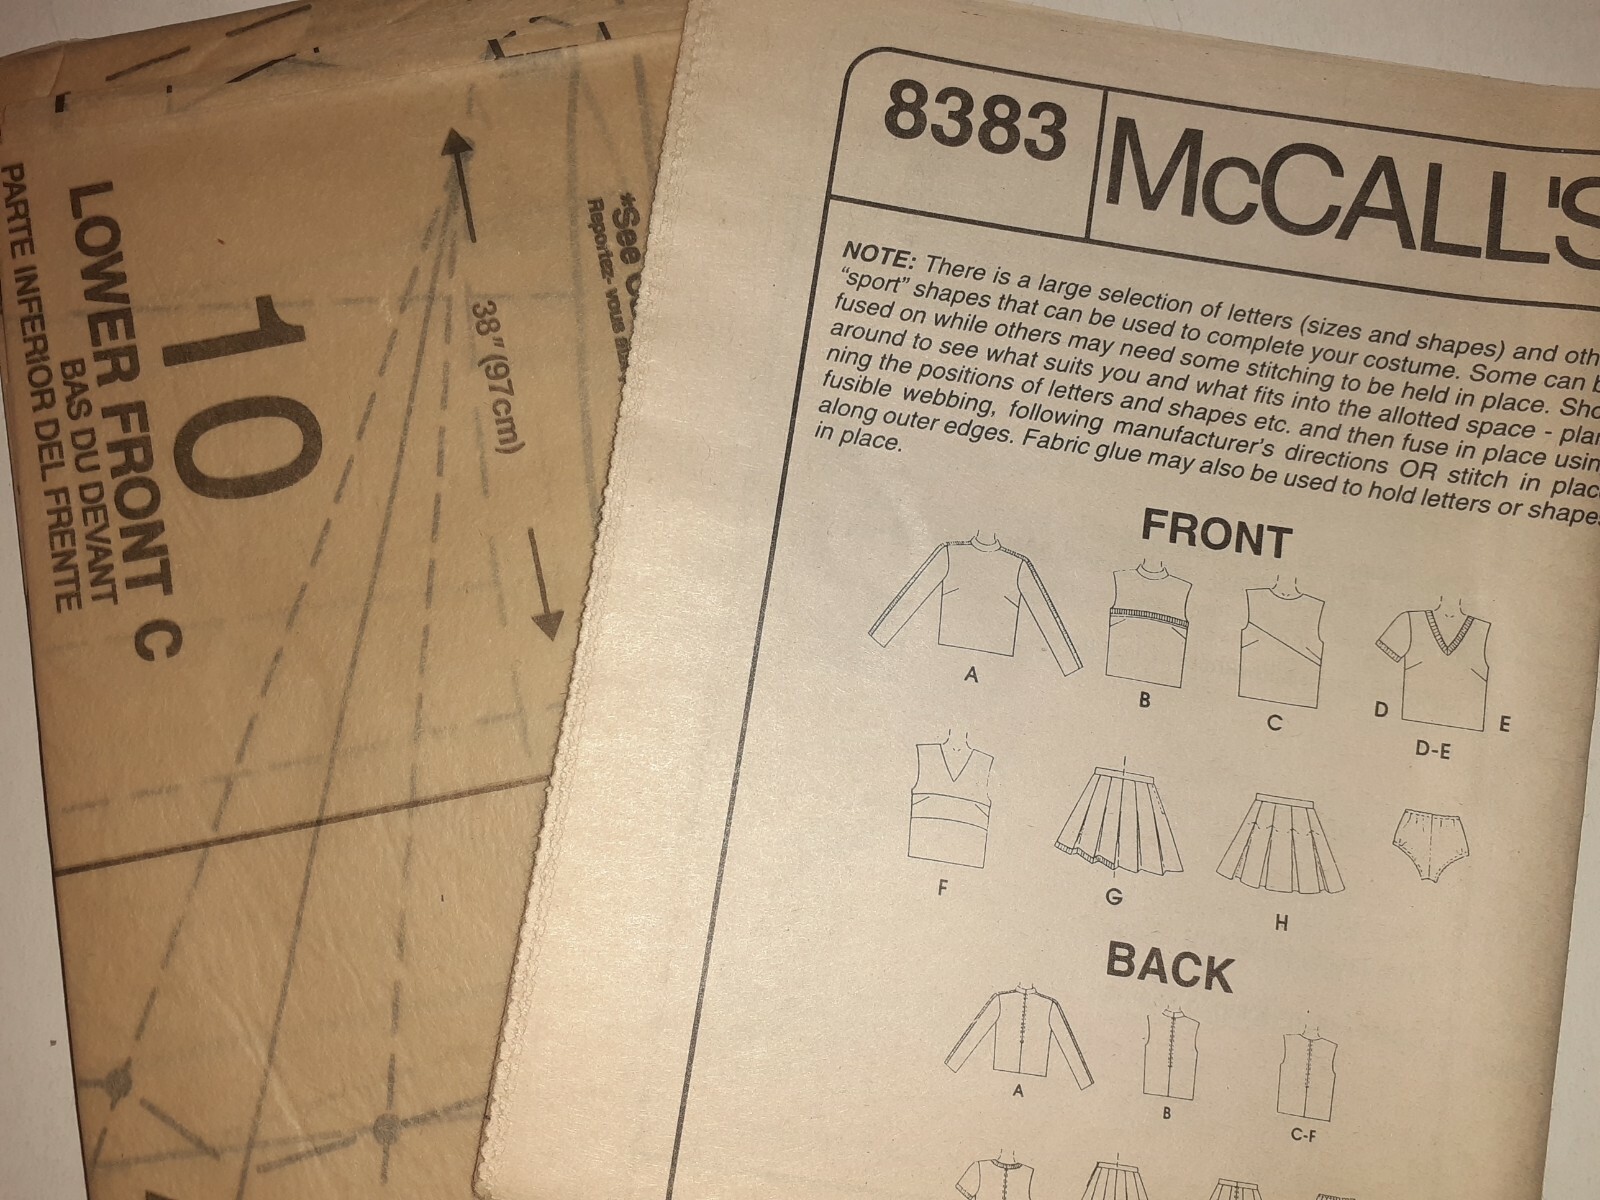 LOWER FRONT C
BAS DU DEVANT
PARTE INFERIOR DEL FRENTE
10
38" (97cm)
*See
Reportez-vous
8383
McCALL'S
NOTE: There is a large selection of letters (sizes and shapes) and oth
"sport" shapes that can be used to complete your costume. Some can b
fused on while others may need some stitching to be held in place. Sho
around to see what suits you and what fits into the allotted space - plan
ning the positions of letters and shapes etc. and then fuse in place usin
fusible webbing, following manufacturer's directions OR stitch in plac
along outer edges. Fabric glue may also be used to hold letters or shapes
in place.
FRONT
A
B
C
D
E
D-E
F
G
H
BACK
A
B
C-F